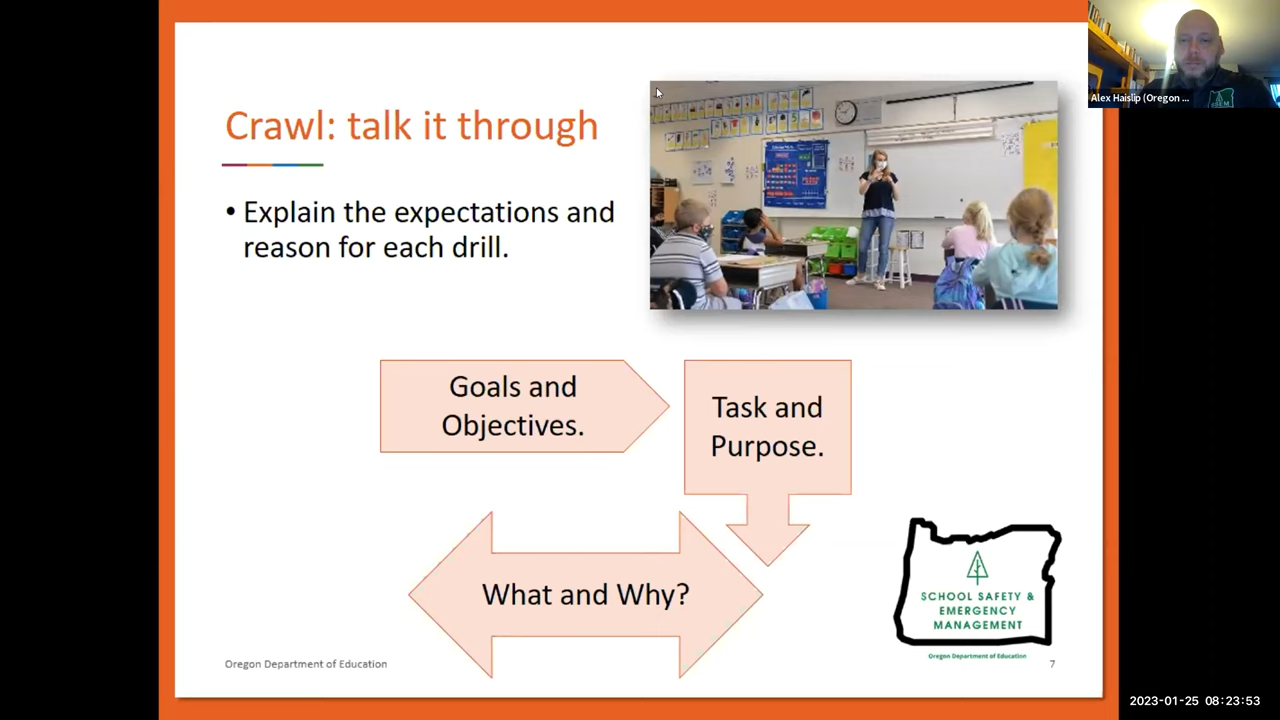 Crawl: talk it through
• Explain the expectations and
reason for each drill.
Goals and
Objectives.
Task and
Purpose.
What and Why?
SCHOOL SAFETY &
EMERGENCY
MANAGEMENT
Oregon Department of Education
Oregon Department of Education
7
Alex Haislip (Oregon ...
2023-01-25 08:23:53